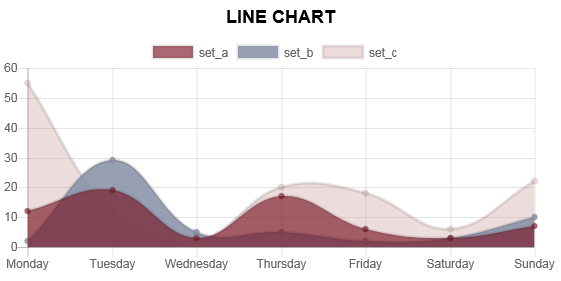 LINE CHART
set_a set_b set_c
60
50
40
30
20
10
0
Monday Tuesday Wednesday Thursday Friday Saturday Sunday